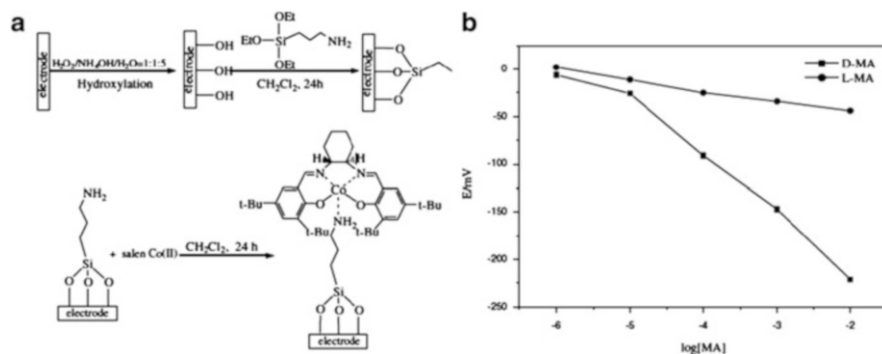 a
electrode
H₂O₂/NH₄OH/H₂O=1:1:5
Hydroxylation
electrode
OH
OH
OH
OEt
EtO
Si
NH₂
OEt
CH₂Cl₂, 24h
electrode
O
O
Si
O
NH₂
Si
O O O
electrode
+ salen Co(II)
CH₂Cl₂, 24 h
H
H
=N
N=
Co
t-Bu
O
O
t-Bu
t-Bu
NH₂
t-Bu
Si
O O O
electrode
b
D-MA
L-MA
E/mV
0
-50
-100
-150
-200
-250
-6
-5
-4
-3
-2
log[MA]